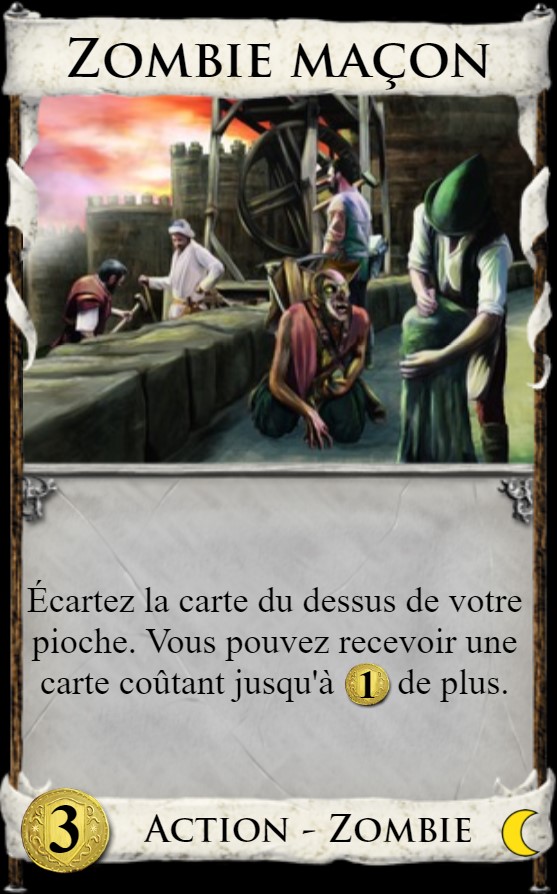 Zombie maçon
Écartez la carte du dessus de votre
pioche. Vous pouvez recevoir une
carte coûtant jusqu'à 1 de plus.
3 Action - Zombie